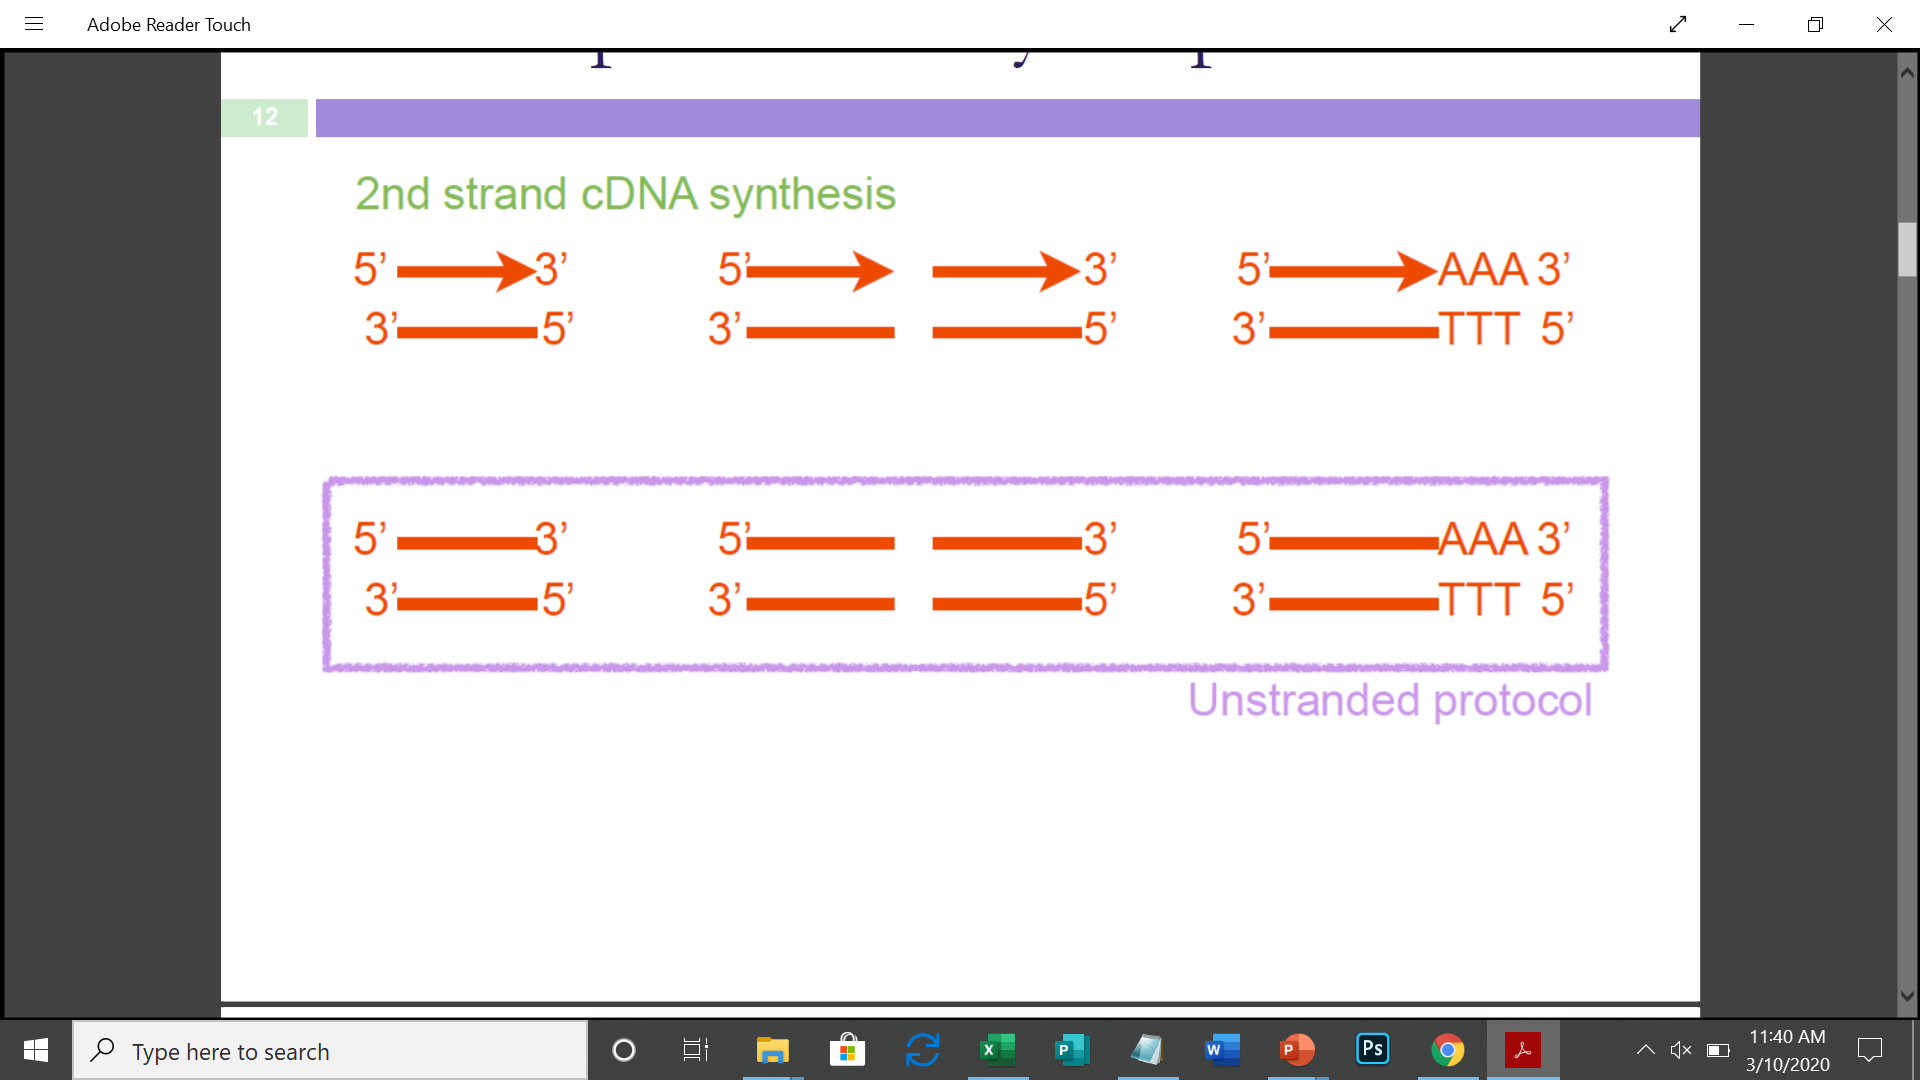 Adobe Reader Touch
12
2nd strand cDNA synthesis
5’ 3’ 5’ 3’ 5’ AAA 3’
3’ 5’ 3’ 5’ 3’ TTT 5’
5’ 3’ 5’ 3’ 5’ AAA 3’
3’ 5’ 3’ 5’ 3’ TTT 5’
Unstranded protocol
Type here to search
X
P
W
P
Ps
11:40 AM
3/10/2020